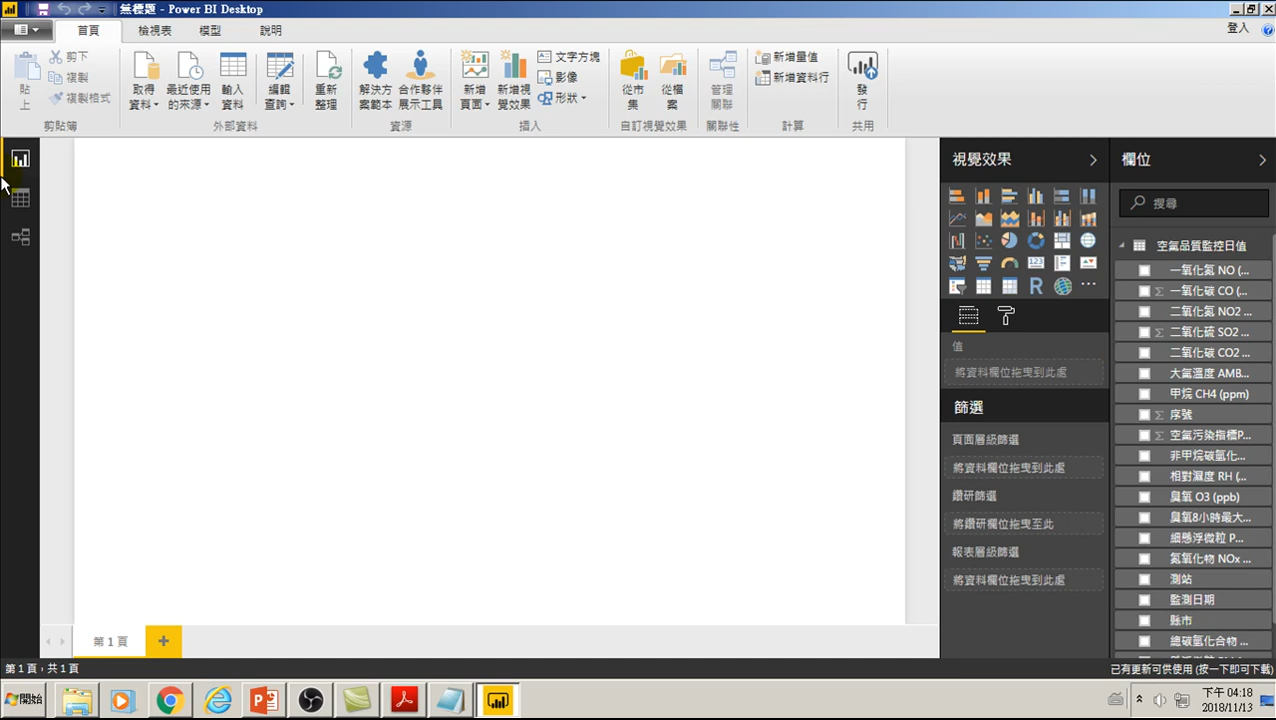 無標題 - Power BI Desktop
首頁
檢視表
模型
說明
登入
貼上
剪下
複製
複製格式
剪貼簿
取得資料
最近使用的來源
輸入資料
編輯查詢
外部資料
重新整理
解決方案範本
合作夥伴展示工具
資源
新增頁面
新增視覺效果
文字方塊
影像
形狀
插入
從市集
從檔案
自訂視覺效果
管理關聯
關聯性
新增量值
新增資料行
計算
發行
共用
視覺效果
值
將資料欄位拖曳到此處
篩選
頁面層級篩選
將資料欄位拖曳到此處
鑽研篩選
將鑽研欄位拖曳至此
報表層級篩選
將資料欄位拖曳到此處
欄位
搜尋
空氣品質監控日值
一氧化氮 NO (...
一氧化碳 CO (...
二氧化氮 NO2 ...
二氧化硫 SO2 ...
二氧化碳 CO2 ...
大氣溫度 AMB...
甲烷 CH4 (ppm)
序號
空氣污染指標P...
非甲烷碳氫化...
相對濕度 RH (...
臭氧 O3 (ppb)
臭氧8小時最大...
細懸浮微粒 P...
氮氧化物 NOx ...
測站
監測日期
縣市
總碳氫化合物 ...
第 1 頁
第 1 頁，共 1 頁
已有更新可供使用 (按一下即可下載)
開始
下午 04:18
2018/11/13